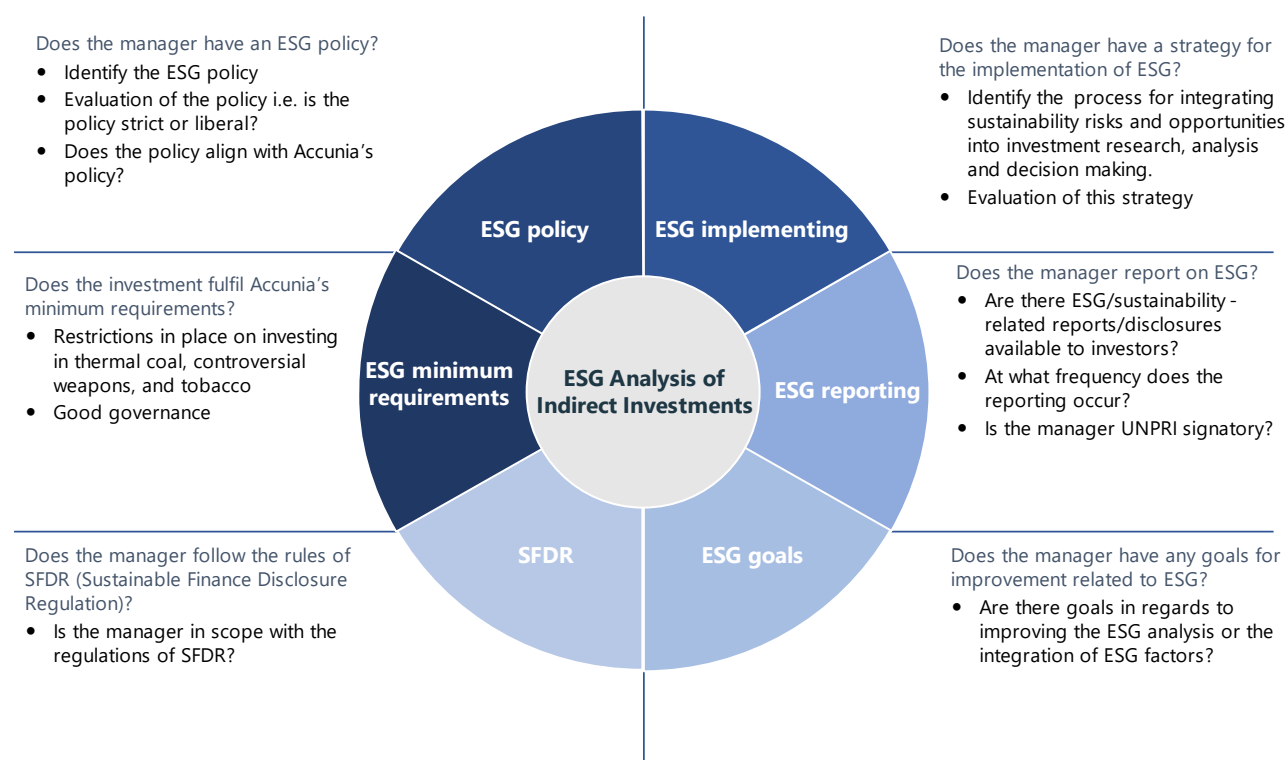 Does the manager have an ESG policy?
• Identify the ESG policy
• Evaluation of the policy i.e. is the
policy strict or liberal?
• Does the policy align with Accunia’s
policy?
Does the manager have a strategy for
the implementation of ESG?
• Identify the process for integrating
sustainability risks and opportunities
into investment research, analysis
and decision making.
• Evaluation of this strategy
ESG policy
ESG implementing
Does the investment fulfil Accunia’s
minimum requirements?
• Restrictions in place on investing
in thermal coal, controversial
weapons, and tobacco
• Good governance
ESG minimum
requirements
ESG Analysis of
Indirect Investments
ESG reporting
Does the manager report on ESG?
• Are there ESG/sustainability -
related reports/disclosures
available to investors?
• At what frequency does the
reporting occur?
• Is the manager UNPRI signatory?
SFDR
ESG goals
Does the manager follow the rules of
SFDR (Sustainable Finance Disclosure
Regulation)?
• Is the manager in scope with the
regulations of SFDR?
Does the manager have any goals for
improvement related to ESG?
• Are there goals in regards to
improving the ESG analysis or the
integration of ESG factors?